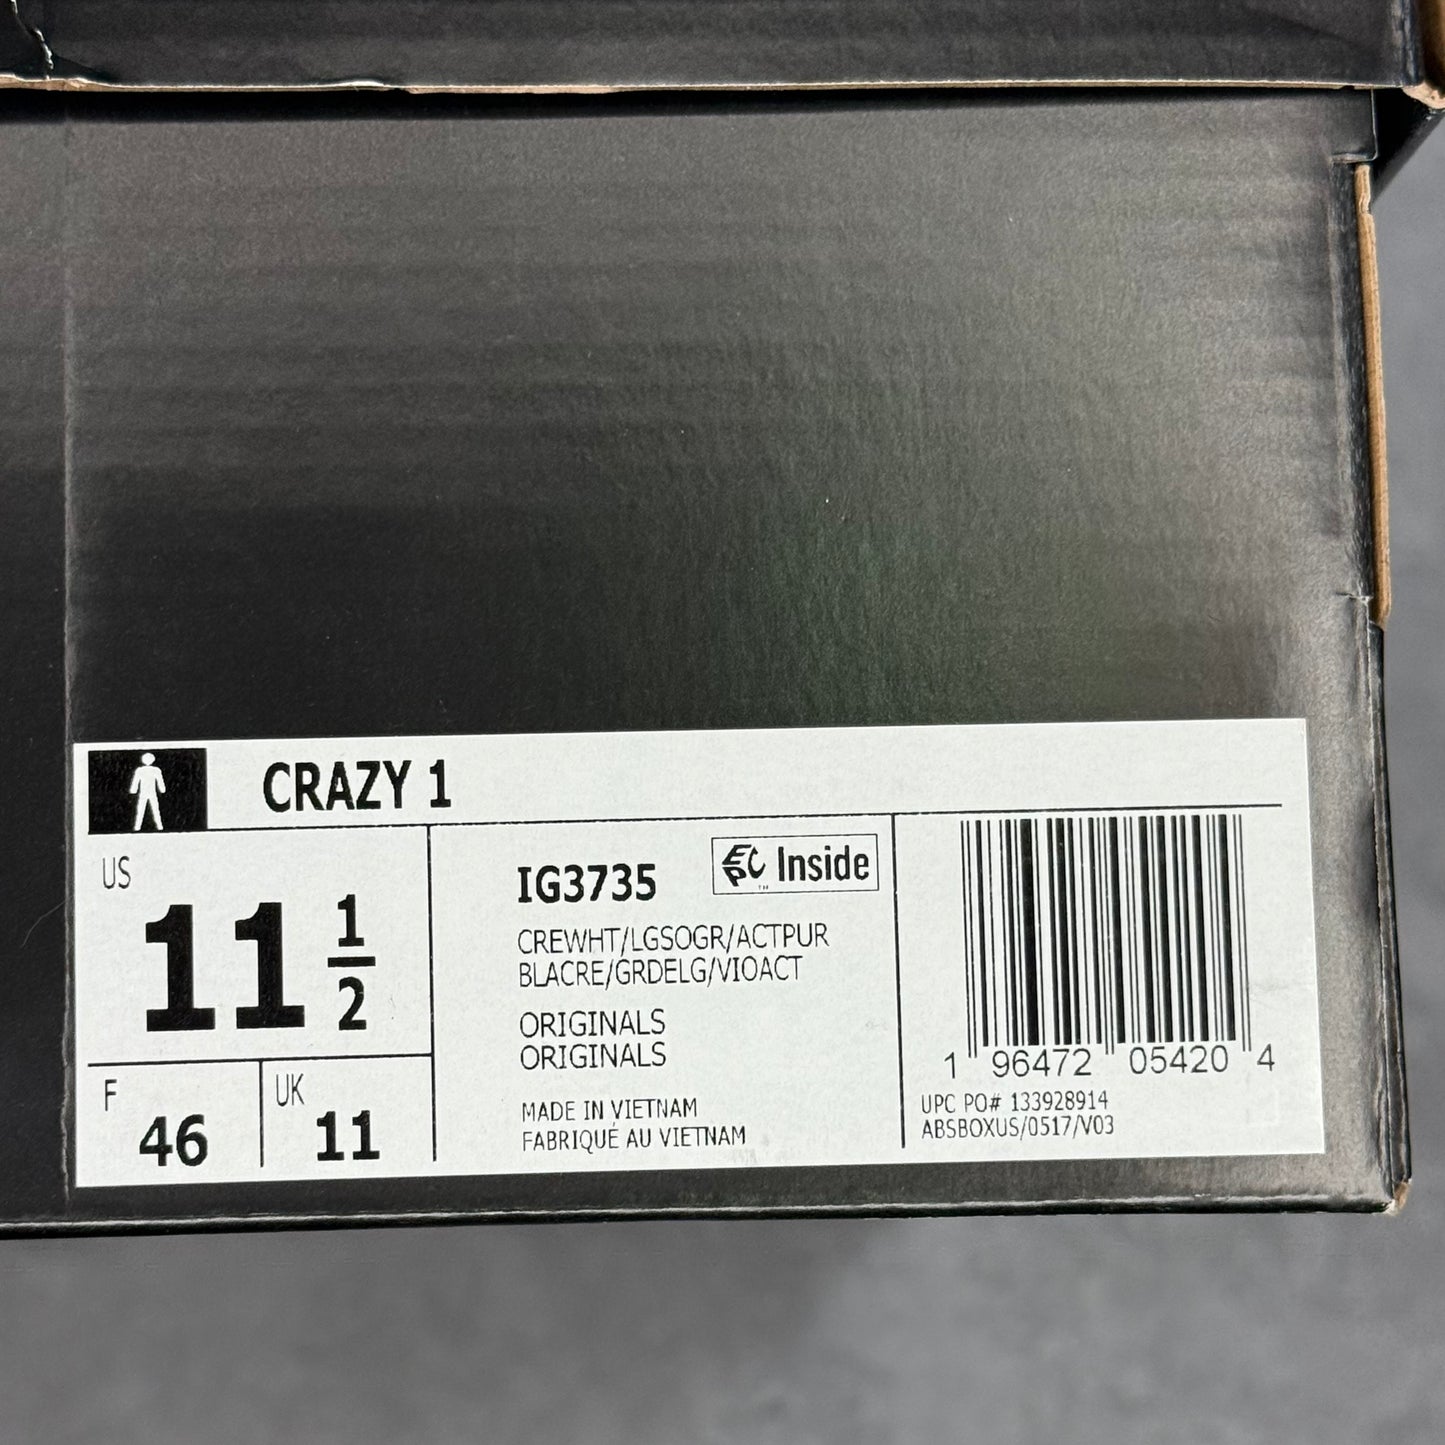 CRAZY 1
US
11 1/2
F
46
UK
11
IG3735
EPC Inside
™
CREWHT/LGSOGR/ACTPUR
BLACRE/GRDELG/VIOACT
ORIGINALS
ORIGINALS
MADE IN VIETNAM
FABRIQUÉ AU VIETNAM
1 96472 05420 4
UPC PO# 133928914
ABSBOXUS/0517/V03